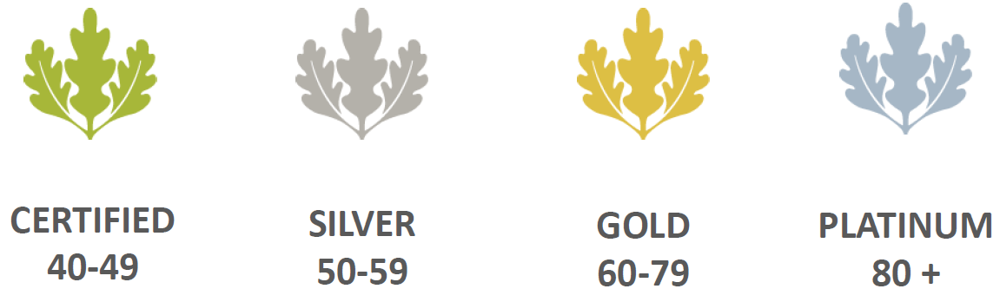 CERTIFIED
40-49
SILVER
50-59
GOLD
60-79
PLATINUM
80 +